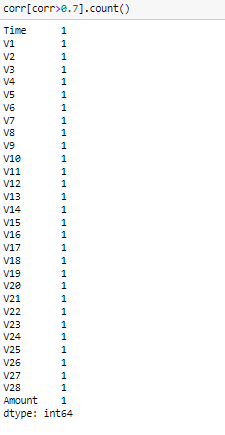 corr[corr>0.7].count()
Time 1
V1 1
V2 1
V3 1
V4 1
V5 1
V6 1
V7 1
V8 1
V9 1
V10 1
V11 1
V12 1
V13 1
V14 1
V15 1
V16 1
V17 1
V18 1
V19 1
V20 1
V21 1
V22 1
V23 1
V24 1
V25 1
V26 1
V27 1
V28 1
Amount 1
dtype: int64